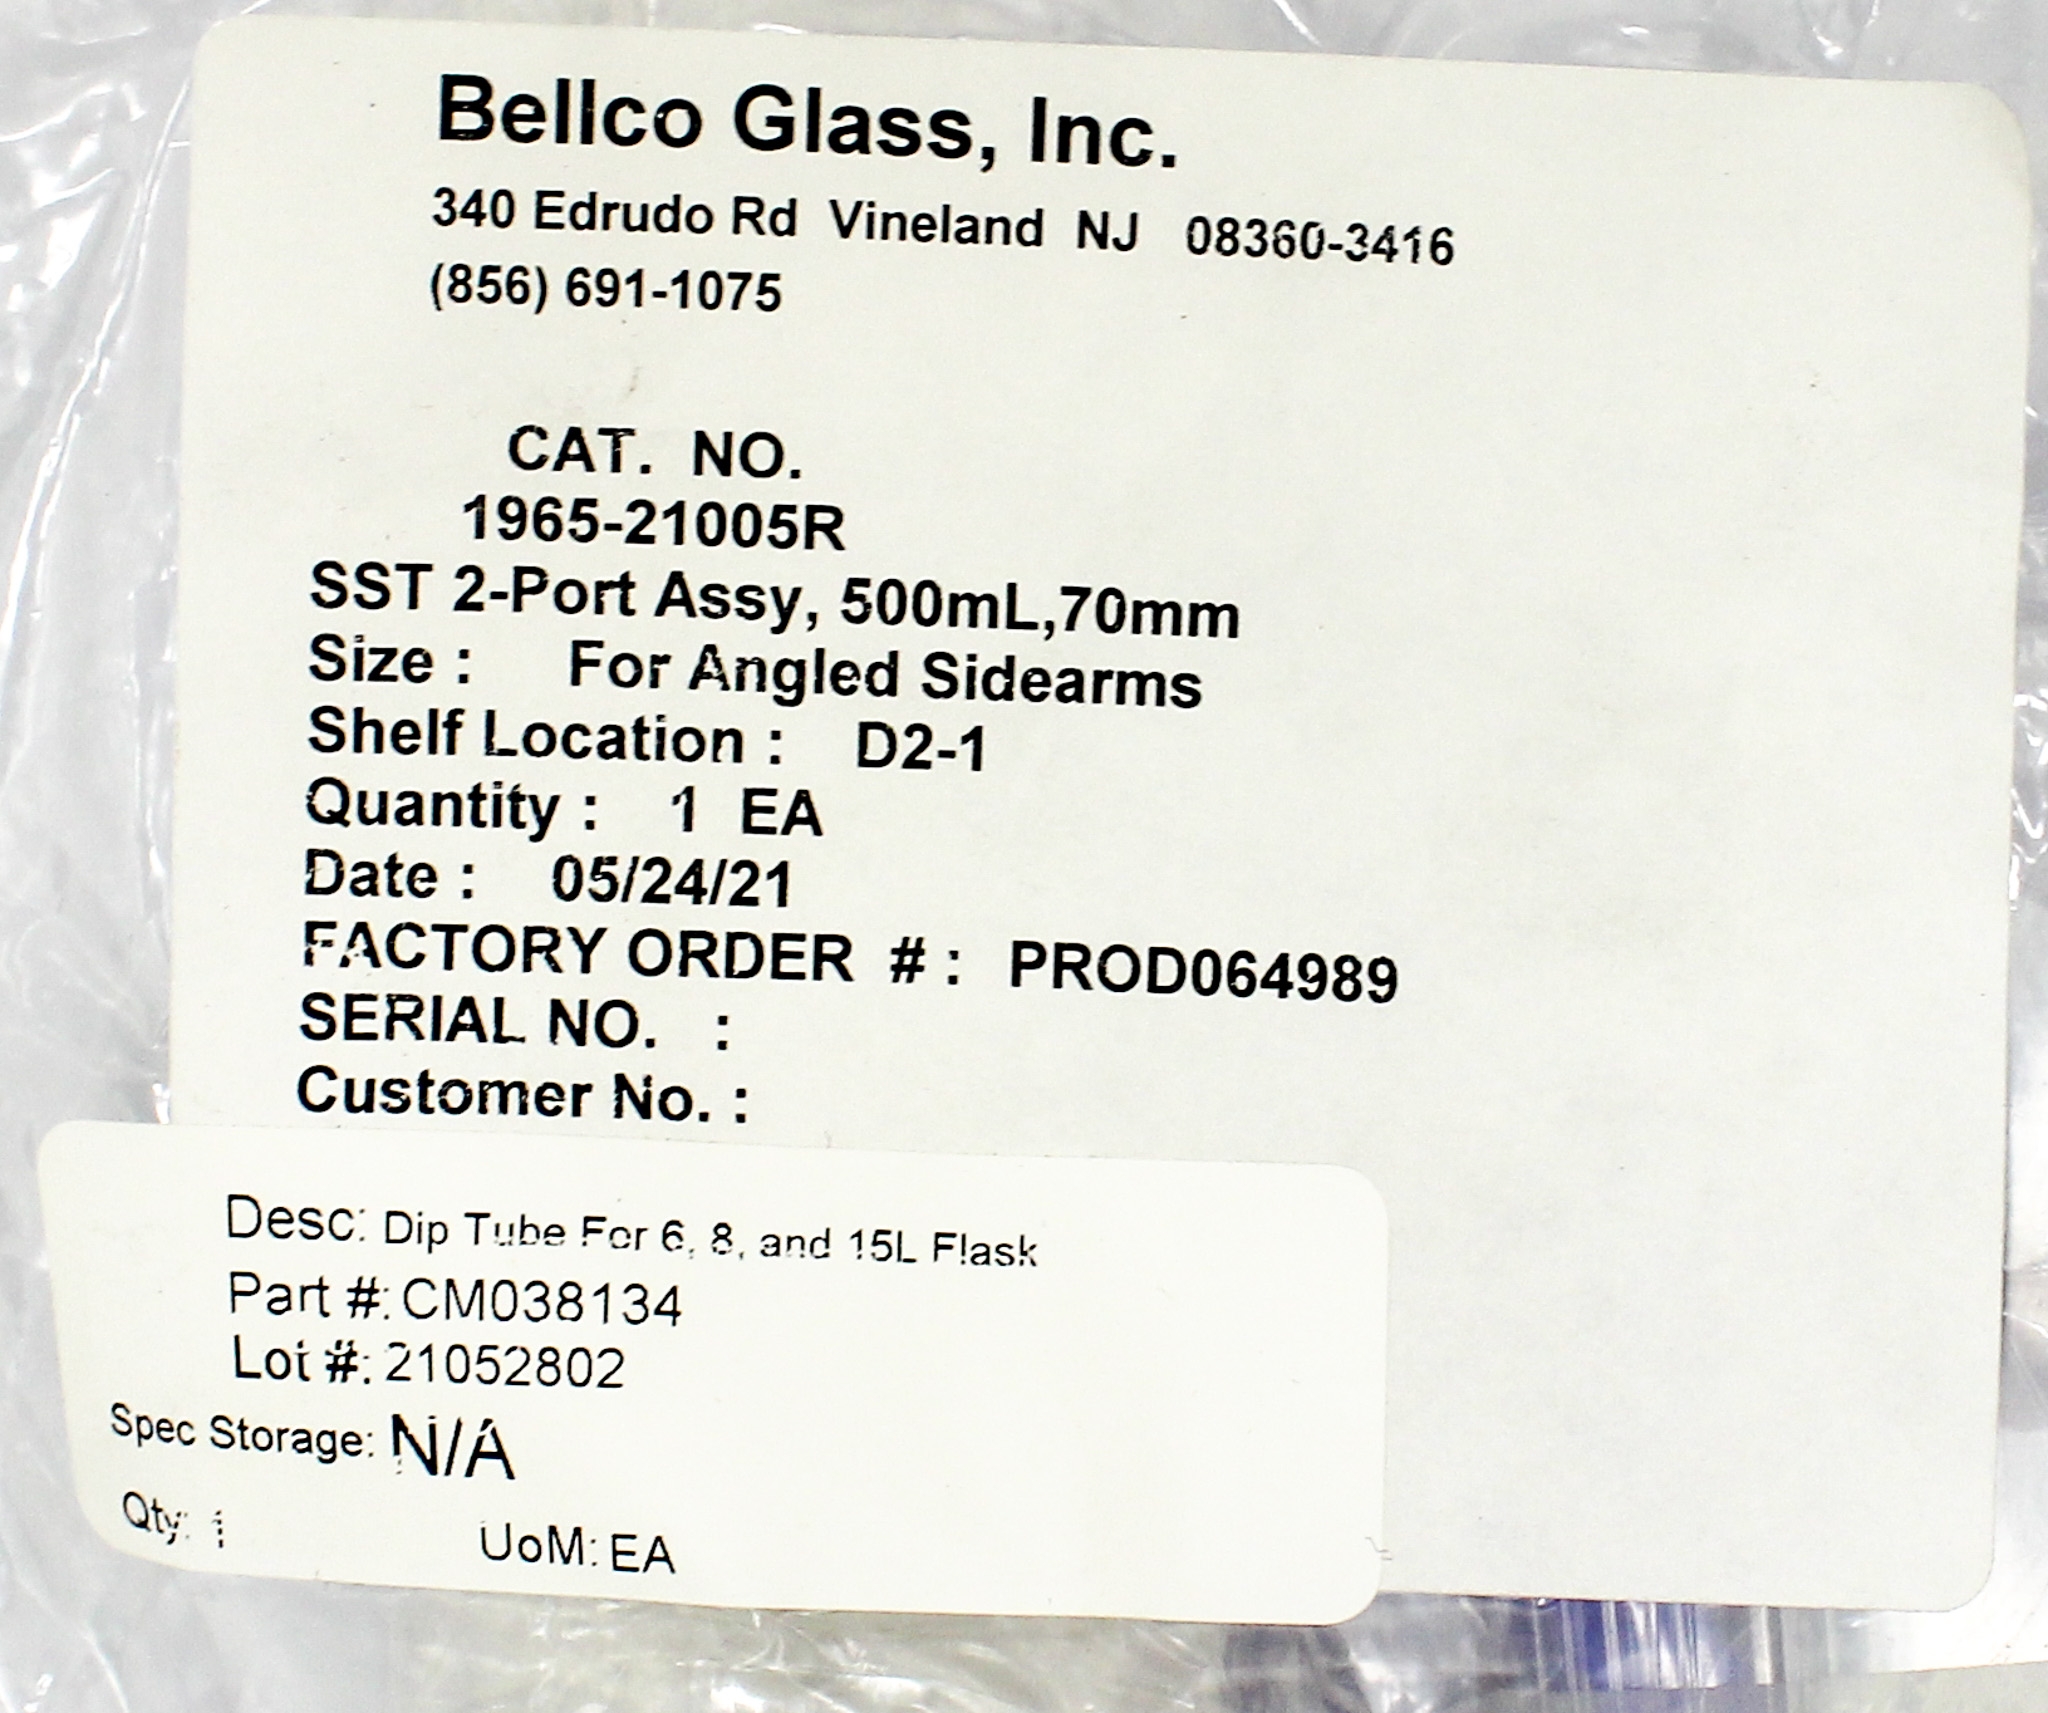 Bellco Glass, Inc.
340 Edrudo Rd Vineland NJ 08360-3416
(856) 691-1075
CAT. NO.
1965-21005R
SST 2-Port Assy, 500mL,70mm
Size : For Angled Sidearms
Shelf Location : D2-1
Quantity : 1 EA
Date : 05/24/21
FACTORY ORDER # : PROD064989
SERIAL NO. :
Customer No. :
Desc: Dip Tube For 6, 8, and 15L Flask
Part #: CM038134
Lot #: 21052802
Spec Storage: N/A
Qty: 1 UoM: EA